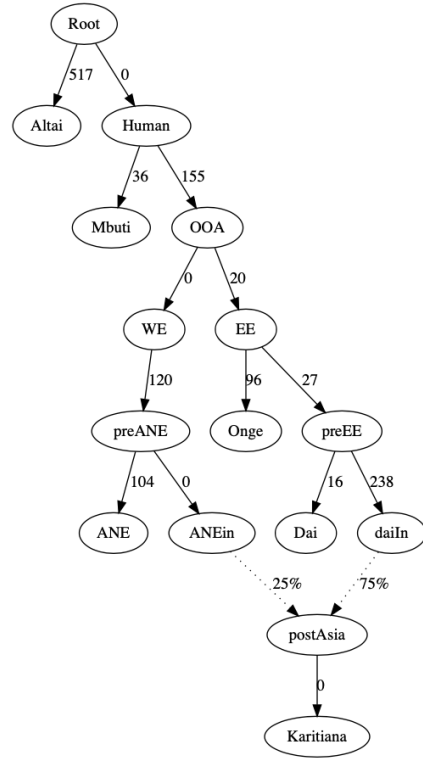 Root
517
0
Altai
Human
36
155
Mbuti
OOA
0
20
WE
EE
120
96
27
preANE
Onge
preEE
104
0
16
238
ANE
ANEin
Dai
daiIn
25%
75%
postAsia
0
Karitiana